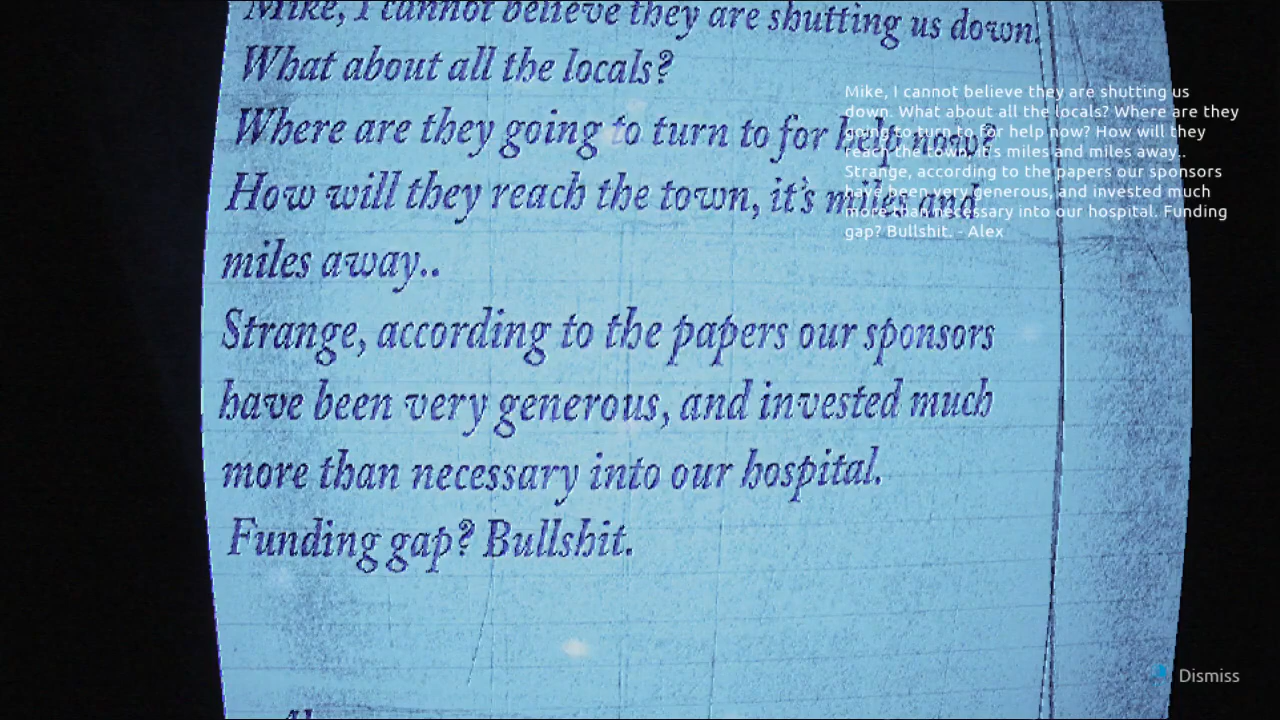 Mike, I cannot believe they are shutting us down.
What about all the locals?
Where are they going to turn to for help now?
How will they reach the town, it's miles and
miles away..
Strange, according to the papers our sponsors
have been very generous, and invested much
more than necessary into our hospital.
Funding gap? Bullshit.
Mike, I cannot believe they are shutting us
down. What about all the locals? Where are they
going to turn to for help now? How will they
reach the town, it's miles and miles away..
Strange, according to the papers our sponsors
have been very generous, and invested much
more than necessary into our hospital. Funding
gap? Bullshit. - Alex
Dismiss